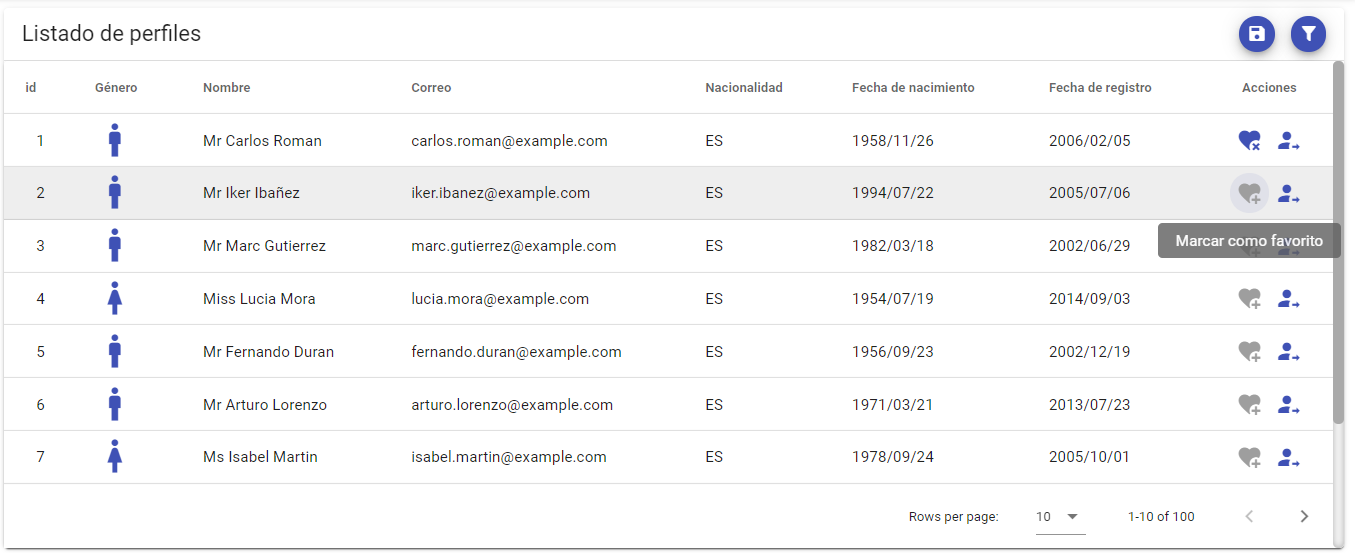 Listado de perfiles
id Género Nombre Correo Nacionalidad Fecha de nacimiento Fecha de registro Acciones
1 Mr Carlos Roman carlos.roman@example.com ES 1958/11/26 2006/02/05
2 Mr Iker Ibañez iker.ibanez@example.com ES 1994/07/22 2005/07/06
3 Mr Marc Gutierrez marc.gutierrez@example.com ES 1982/03/18 2002/06/29
Marcar como favorito
4 Miss Lucia Mora lucia.mora@example.com ES 1954/07/19 2014/09/03
5 Mr Fernando Duran fernando.duran@example.com ES 1956/09/23 2002/12/19
6 Mr Arturo Lorenzo arturo.lorenzo@example.com ES 1971/03/21 2013/07/23
7 Ms Isabel Martin isabel.martin@example.com ES 1978/09/24 2005/10/01
Rows per page: 10 1-10 of 100